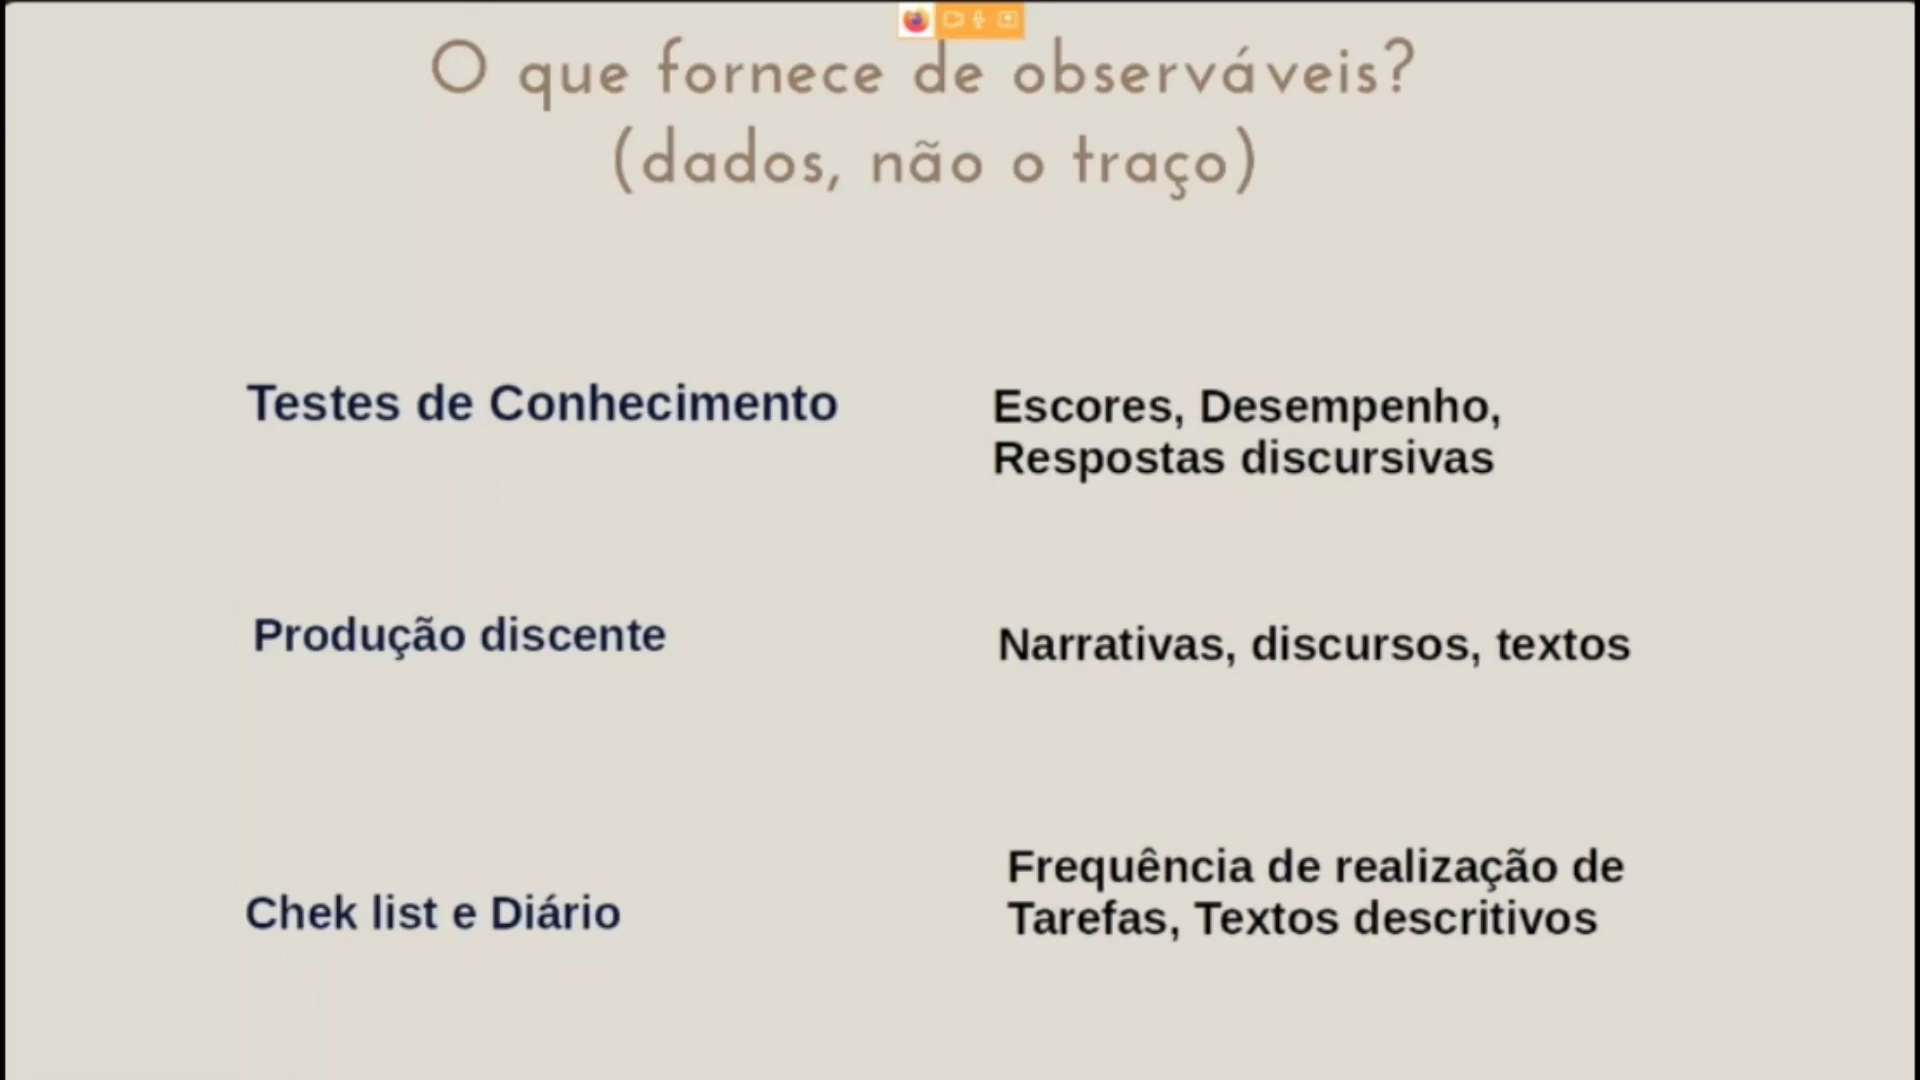 O que fornece de observáveis?
(dados, não o traço)
Testes de Conhecimento
Escores, Desempenho,
Respostas discursivas
Produção discente
Narrativas, discursos, textos
Chek list e Diário
Frequência de realização de
Tarefas, Textos descritivos